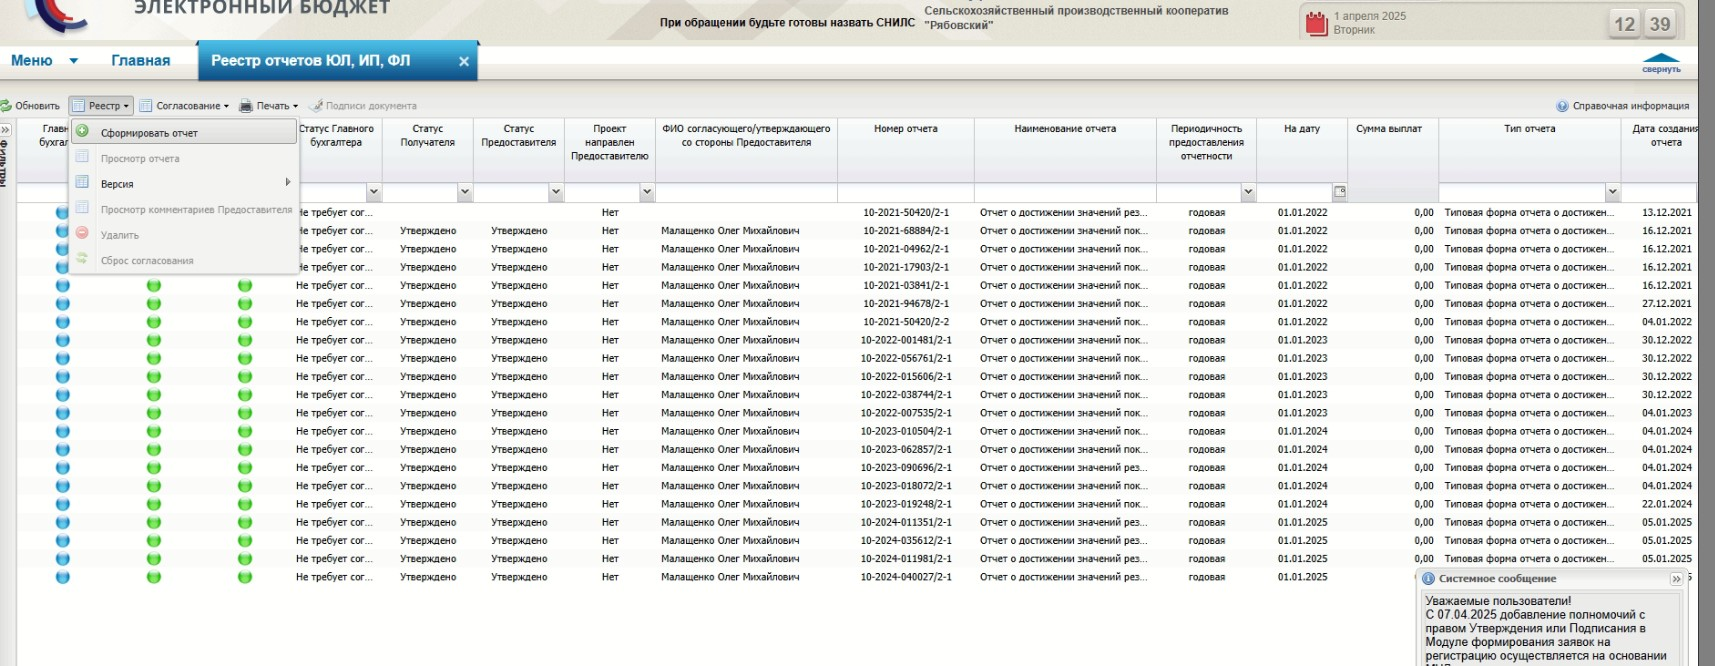 ЭЛЕКТРОННЫЙ БЮДЖЕТ
При обращении будьте готовы назвать СНИЛС
Сельскохозяйственный производственный кооператив
"Рябовский"
1 апреля 2025
Вторник
12 39
Меню Главная Реестр отчетов ЮЛ, ИП, ФЛ
свернуть
Обновить Реестр Согласование Печать Подписи документа Справочная информация
Фильтры
Сформировать отчет
Просмотр отчета
Версия
Просмотр комментариев Предоставителя
Удалить
Сброс согласования
Статус Главного бухгалтера Статус Получателя Статус Предоставителя Проект направлен Предоставителю ФИО согласующего/утверждающего со стороны Предоставителя Номер отчета Наименование отчета Периодичность предоставления отчетности На дату Сумма выплат Тип отчета Дата создания отчета
Не требует сог... Нет 10-2021-50420/2-1 Отчет о достижении значений рез... годовая 01.01.2022 0,00 Типовая форма отчета о достижен... 13.12.2021
Не требует сог... Утверждено Утверждено Нет Малащенко Олег Михайлович 10-2021-68884/2-1 Отчет о достижении значений пок... годовая 01.01.2022 0,00 Типовая форма отчета о достижен... 16.12.2021
Не требует сог... Утверждено Утверждено Нет Малащенко Олег Михайлович 10-2021-04962/2-1 Отчет о достижении значений пок... годовая 01.01.2022 0,00 Типовая форма отчета о достижен... 16.12.2021
Не требует сог... Утверждено Утверждено Нет Малащенко Олег Михайлович 10-2021-17903/2-1 Отчет о достижении значений пок... годовая 01.01.2022 0,00 Типовая форма отчета о достижен... 16.12.2021
Не требует сог... Утверждено Утверждено Нет Малащенко Олег Михайлович 10-2021-03841/2-1 Отчет о достижении значений пок... годовая 01.01.2022 0,00 Типовая форма отчета о достижен... 16.12.2021
Не требует сог... Утверждено Утверждено Нет Малащенко Олег Михайлович 10-2021-94678/2-1 Отчет о достижении значений пок... годовая 01.01.2022 0,00 Типовая форма отчета о достижен... 27.12.2021
Не требует сог... Утверждено Утверждено Нет Малащенко Олег Михайлович 10-2021-50420/2-2 Отчет о достижении значений пок... годовая 01.01.2022 0,00 Типовая форма отчета о достижен... 04.01.2022
Не требует сог... Утверждено Утверждено Нет Малащенко Олег Михайлович 10-2022-001481/2-1 Отчет о достижении значений пок... годовая 01.01.2023 0,00 Типовая форма отчета о достижен... 30.12.2022
Не требует сог... Утверждено Утверждено Нет Малащенко Олег Михайлович 10-2022-056761/2-1 Отчет о достижении значений пок... годовая 01.01.2023 0,00 Типовая форма отчета о достижен... 30.12.2022
Не требует сог... Утверждено Утверждено Нет Малащенко Олег Михайлович 10-2022-015606/2-1 Отчет о достижении значений пок... годовая 01.01.2023 0,00 Типовая форма отчета о достижен... 30.12.2022
Не требует сог... Утверждено Утверждено Нет Малащенко Олег Михайлович 10-2022-038744/2-1 Отчет о достижении значений пок... годовая 01.01.2023 0,00 Типовая форма отчета о достижен... 30.12.2022
Не требует сог... Утверждено Утверждено Нет Малащенко Олег Михайлович 10-2022-007535/2-1 Отчет о достижении значений пок... годовая 01.01.2023 0,00 Типовая форма отчета о достижен... 04.01.2023
Не требует сог... Утверждено Утверждено Нет Малащенко Олег Михайлович 10-2023-010504/2-1 Отчет о достижении значений пок... годовая 01.01.2024 0,00 Типовая форма отчета о достижен... 04.01.2024
Не требует сог... Утверждено Утверждено Нет Малащенко Олег Михайлович 10-2023-062857/2-1 Отчет о достижении значений пок... годовая 01.01.2024 0,00 Типовая форма отчета о достижен... 04.01.2024
Не требует сог... Утверждено Утверждено Нет Малащенко Олег Михайлович 10-2023-090696/2-1 Отчет о достижении значений рез... годовая 01.01.2024 0,00 Типовая форма отчета о достижен... 04.01.2024
Не требует сог... Утверждено Утверждено Нет Малащенко Олег Михайлович 10-2023-018072/2-1 Отчет о достижении значений пок... годовая 01.01.2024 0,00 Типовая форма отчета о достижен... 04.01.2024
Не требует сог... Утверждено Утверждено Нет Малащенко Олег Михайлович 10-2023-019248/2-1 Отчет о достижении значений пок... годовая 01.01.2024 0,00 Типовая форма отчета о достижен... 22.01.2024
Не требует сог... Утверждено Утверждено Нет Малащенко Олег Михайлович 10-2024-011351/2-1 Отчет о достижении значений рез... годовая 01.01.2025 0,00 Типовая форма отчета о достижен... 05.01.2025
Не требует сог... Утверждено Утверждено Нет Малащенко Олег Михайлович 10-2024-035612/2-1 Отчет о достижении значений рез... годовая 01.01.2025 0,00 Типовая форма отчета о достижен... 05.01.2025
Не требует сог... Утверждено Утверждено Нет Малащенко Олег Михайлович 10-2024-011981/2-1 Отчет о достижении значений рез... годовая 01.01.2025 0,00 Типовая форма отчета о достижен... 05.01.2025
Не требует сог... Утверждено Утверждено Нет Малащенко Олег Михайлович 10-2024-040027/2-1 Отчет о достижении значений рез... годовая 01.01.2025
Системное сообщение
Уважаемые пользователи!
С 07.04.2025 добавление полномочий с
правом Утверждения или Подписания в
Модуле формирования заявок на
регистрацию осуществляется на основании